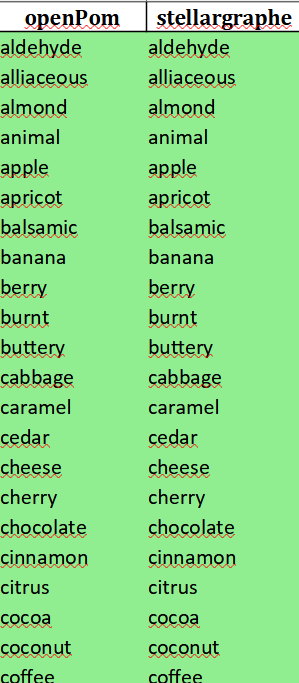 openPom stellargraphe
aldehyde aldehyde
alliaceous alliaceous
almond almond
animal animal
apple apple
apricot apricot
balsamic balsamic
banana banana
berry berry
burnt burnt
buttery buttery
cabbage cabbage
caramel caramel
cedar cedar
cheese cheese
cherry cherry
chocolate chocolate
cinnamon cinnamon
citrus citrus
cocoa cocoa
coconut coconut
coffee coffee